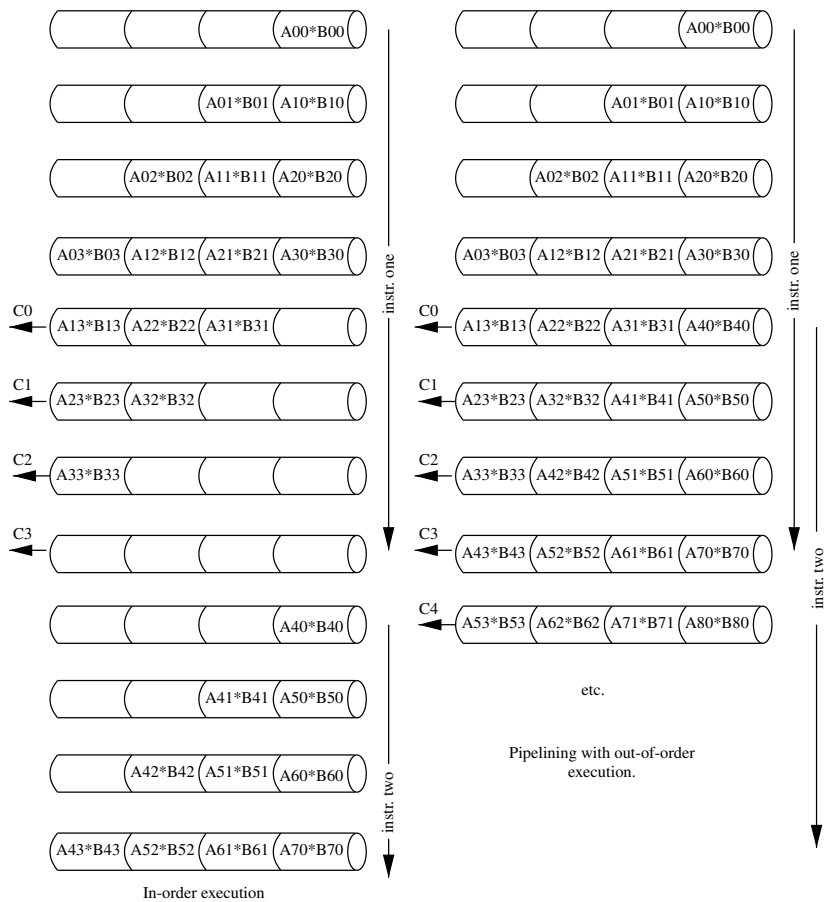 A00*B00
A01*B01 A10*B10
A02*B02 A11*B11 A20*B20
A03*B03 A12*B12 A21*B21 A30*B30
C0 A13*B13 A22*B22 A31*B31
C1 A23*B23 A32*B32
C2 A33*B33
C3
instr. one
A40*B40
A41*B41 A50*B50
A42*B42 A51*B51 A60*B60
A43*B43 A52*B52 A61*B61 A70*B70
instr. two
In-order execution
A00*B00
A01*B01 A10*B10
A02*B02 A11*B11 A20*B20
A03*B03 A12*B12 A21*B21 A30*B30
C0 A13*B13 A22*B22 A31*B31 A40*B40
C1 A23*B23 A32*B32 A41*B41 A50*B50
C2 A33*B33 A42*B42 A51*B51 A60*B60
C3 A43*B43 A52*B52 A61*B61 A70*B70
C4 A53*B53 A62*B62 A71*B71 A80*B80
instr. one
instr. two
etc.
Pipelining with out-of-order
execution.